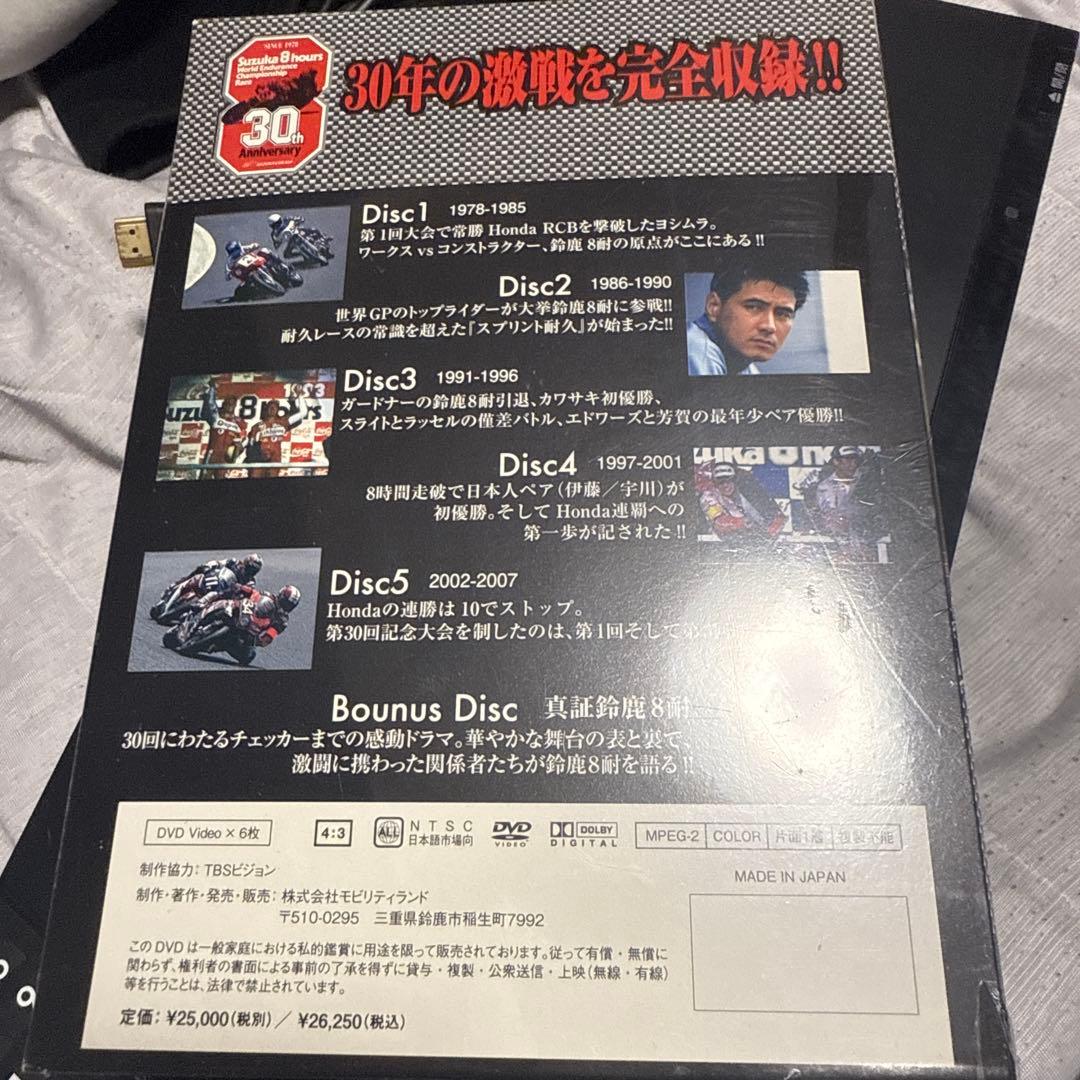 SINCE 1978
Suzuka 8hours
World Endurance
Championship
Race
30th
Anniversary
30年の激戦を完全収録!!
Disc1 1978-1985
第1回大会で常勝 Honda RCBを撃破したヨシムラ。
ワークス vs コンストラクター、鈴鹿 8耐の原点がここにある!!
Disc2 1986-1990
世界GPのトップライダーが大挙鈴鹿8耐に参戦!!
耐久レースの常識を超えた『スプリント耐久』が始まった!!
Disc3 1991-1996
ガードナーの鈴鹿8耐引退、カワサキ初優勝、
スライトとラッセルの僅差バトル、エドワーズと芳賀の最年少ペア優勝!!
Disc4 1997-2001
8時間走破で日本人ペア(伊藤/宇川)が
初優勝。そして Honda連覇への
第一歩が記された!!
Disc5 2002-2007
Hondaの連勝は10でストップ。
第30回記念大会を制したのは、第1回そして第
Bounus Disc 真証鈴鹿8耐
30回にわたるチェッカーまでの感動ドラマ。華やかな舞台の表と裏で、
激闘に携わった関係者たちが鈴鹿8耐を語る!!
DVD Video × 6枚 4:3 ALL NTSC 日本語市場向 DVD VIDEO DOLBY DIGITAL MPEG-2 COLOR 片面1層 複製不能
制作協力：TBSビジョン
MADE IN JAPAN
制作・著作・発売・販売：株式会社モビリティランド
〒510-0295 三重県鈴鹿市稲生町7992
このDVDは一般家庭における私的鑑賞に用途を限って販売されております。従って有償・無償に
関わらず、権利者の書面による事前の了承を得ずに貸与・複製・公衆送信・上映(無線・有線)
等を行うことは、法律で禁止されています。
定価：¥25,000(税別)／ ¥26,250(税込)